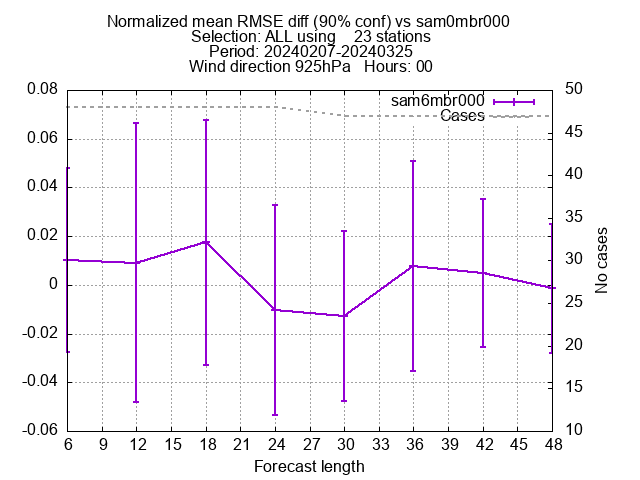 Normalized mean RMSE diff (90% conf) vs sam0mbr000
Selection: ALL using    23 stations
Period: 20240207-20240325
Wind direction 925hPa   Hours: 00
sam6mbr000
Cases
0.08
0.06
0.04
0.02
0
-0.02
-0.04
-0.06
50
45
40
35
30
25
20
15
10
No cases
6 9 12 15 18 21 24 27 30 33 36 39 42 45 48
Forecast length